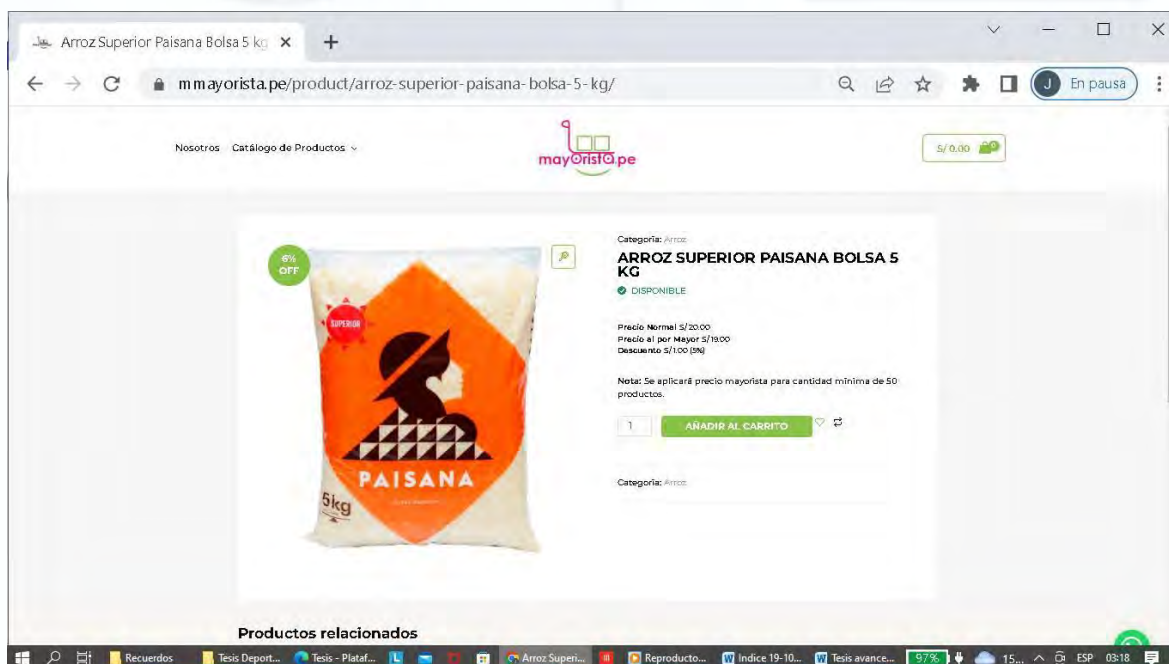 Arroz Superior Paisana Bolsa 5 kg
mmayorista.pe/product/arroz-superior-paisana-bolsa-5-kg/
J En pausa
Nosotros Catálogo de Productos
mayorista.pe
S/ 0.00 0
6%
OFF
SUPERIOR
PAISANA
5kg
Categoría: Arroz
ARROZ SUPERIOR PAISANA BOLSA 5
KG
DISPONIBLE
Precio Normal S/ 20.00
Precio al por Mayor S/ 19.00
Descuento S/ 1.00 (5%)
Nota: Se aplicará precio mayorista para cantidad mínima de 50
productos.
1 AÑADIR AL CARRITO
Categoría: Arroz
Productos relacionados
Recuerdos Tesis Deport... Tesis - Plataf... L Arroz Superi... Reproducto... Indice 19-10... Tesis avance... 97% 15... ESP 03:18